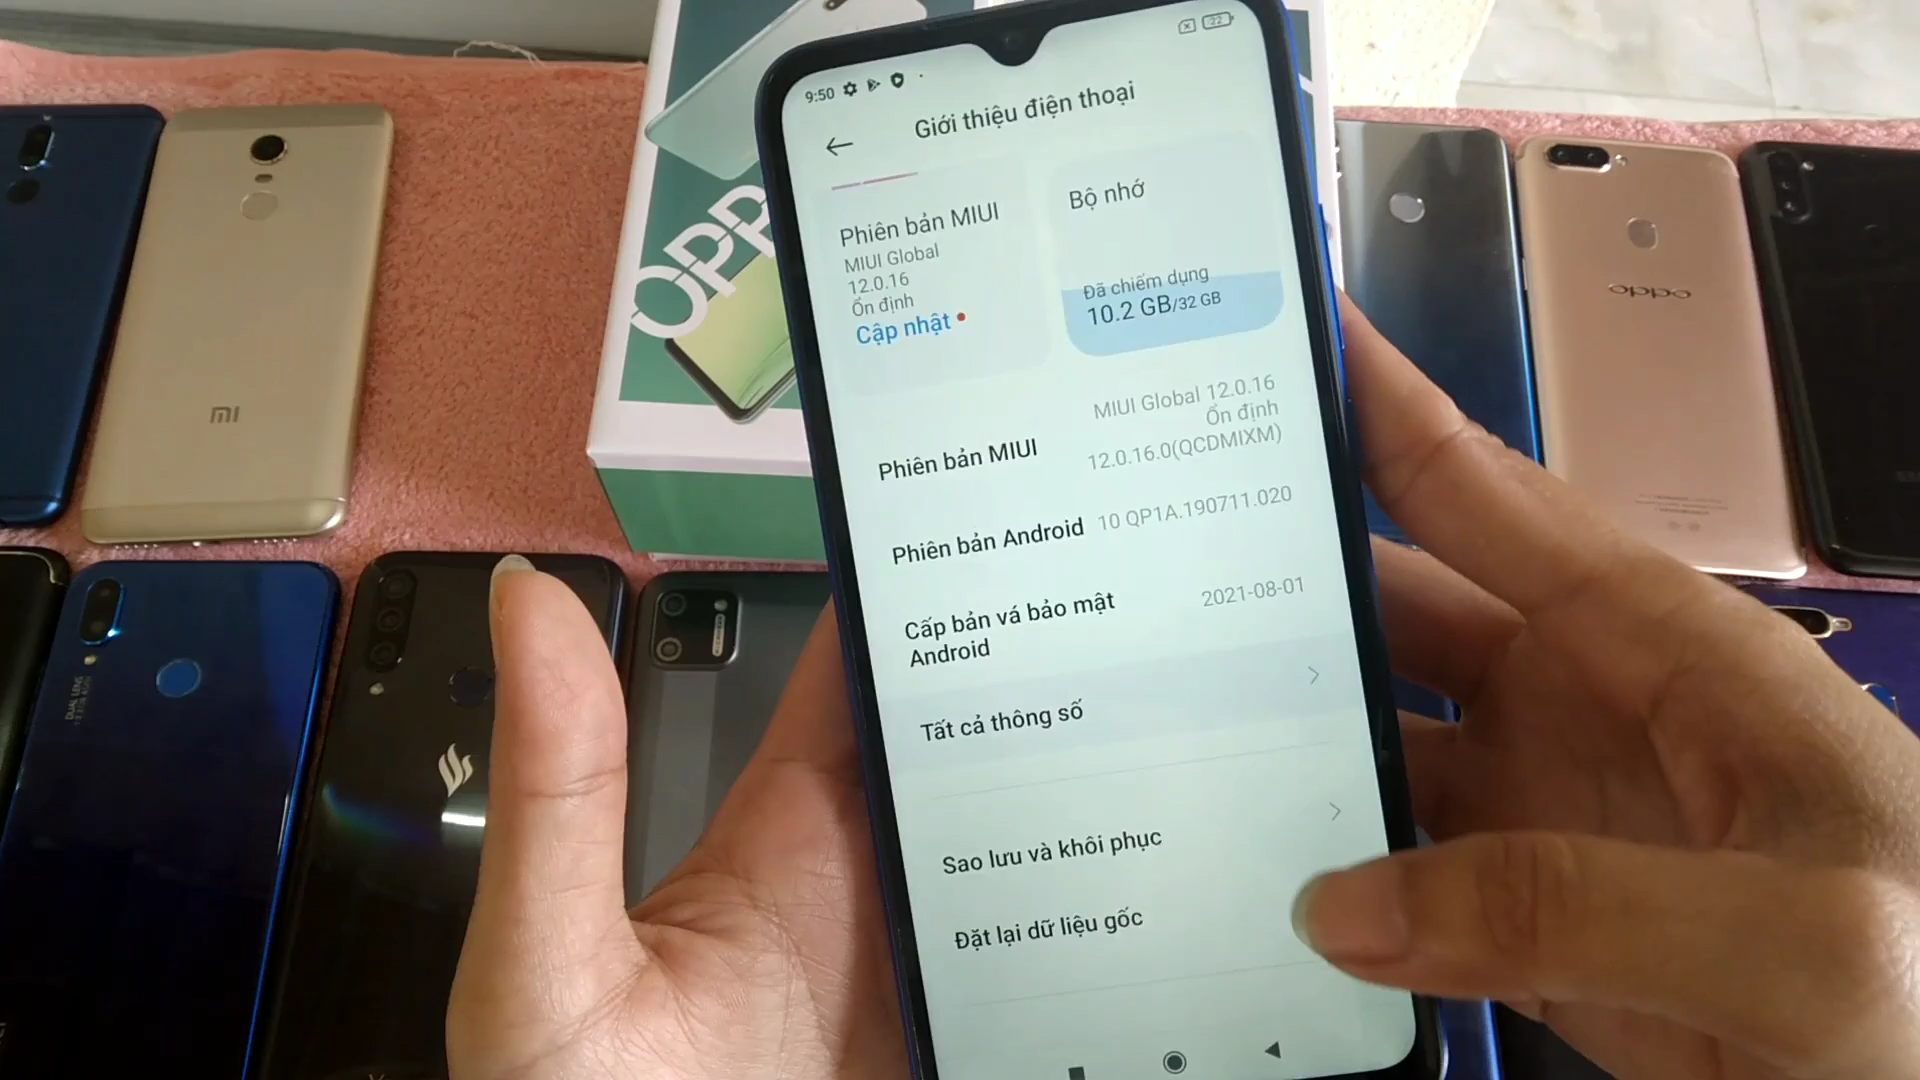 9:50
22
Giới thiệu điện thoại
Phiên bản MIUI
MIUI Global
12.0.16
Ổn định
Cập nhật
Bộ nhớ
Đã chiếm dụng
10.2 GB/32 GB
Phiên bản MIUI
MIUI Global 12.0.16
Ổn định
12.0.16.0(QCDMIXM)
Phiên bản Android
10 QP1A.190711.020
Cấp bản vá bảo mật
Android
2021-08-01
Tất cả thông số
Sao lưu và khôi phục
Đặt lại dữ liệu gốc
OPP
mi
oppo
DUAL LENS